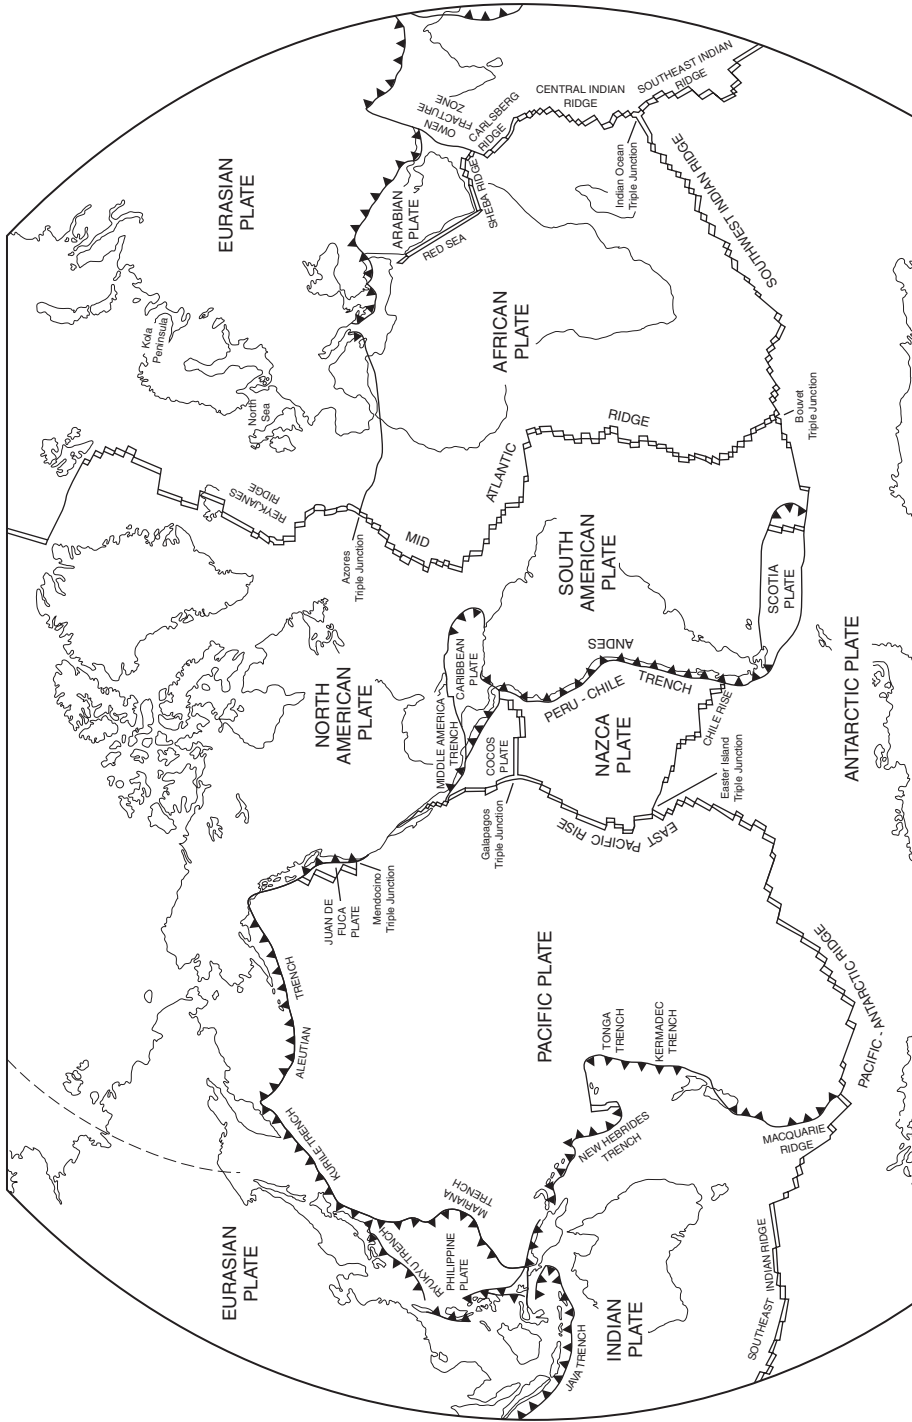 EURASIAN
PLATE
EURASIAN
PLATE
Kola
Peninsula
North
Sea
REYKJANES
RIDGE
NORTH
AMERICAN
PLATE
ALEUTIAN
TRENCH
KURILE TRENCH
JUAN DE
FUCA
PLATE
Mendocino
Triple Junction
Azores
Triple Junction
MID
ATLANTIC
RIDGE
ARABIAN
PLATE
RED SEA
SHEBA RIDGE
OWEN
FRACTURE
ZONE
CARLSBERG
RIDGE
CENTRAL INDIAN
RIDGE
SOUTHEAST INDIAN
RIDGE
Indian Ocean
Triple Junction
SOUTHWEST INDIAN RIDGE
AFRICAN
PLATE
Bouvet
Triple Junction
RYUKYU TRENCH
PHILIPPINE
PLATE
MARIANA
TRENCH
JAVA TRENCH
INDIAN
PLATE
NEW HEBRIDES
TRENCH
TONGA
TRENCH
KERMADEC
TRENCH
MACQUARIE
RIDGE
SOUTHEAST INDIAN RIDGE
PACIFIC PLATE
PACIFIC - ANTARCTIC RIDGE
MIDDLE AMERICA
TRENCH
CARIBBEAN
PLATE
COCOS
PLATE
Galapagos
Triple Junction
EAST PACIFIC RISE
NAZCA
PLATE
PERU - CHILE
TRENCH
ANDES
CHILE RISE
Easter Island
Triple Junction
SOUTH
AMERICAN
PLATE
SCOTIA
PLATE
ANTARCTIC PLATE